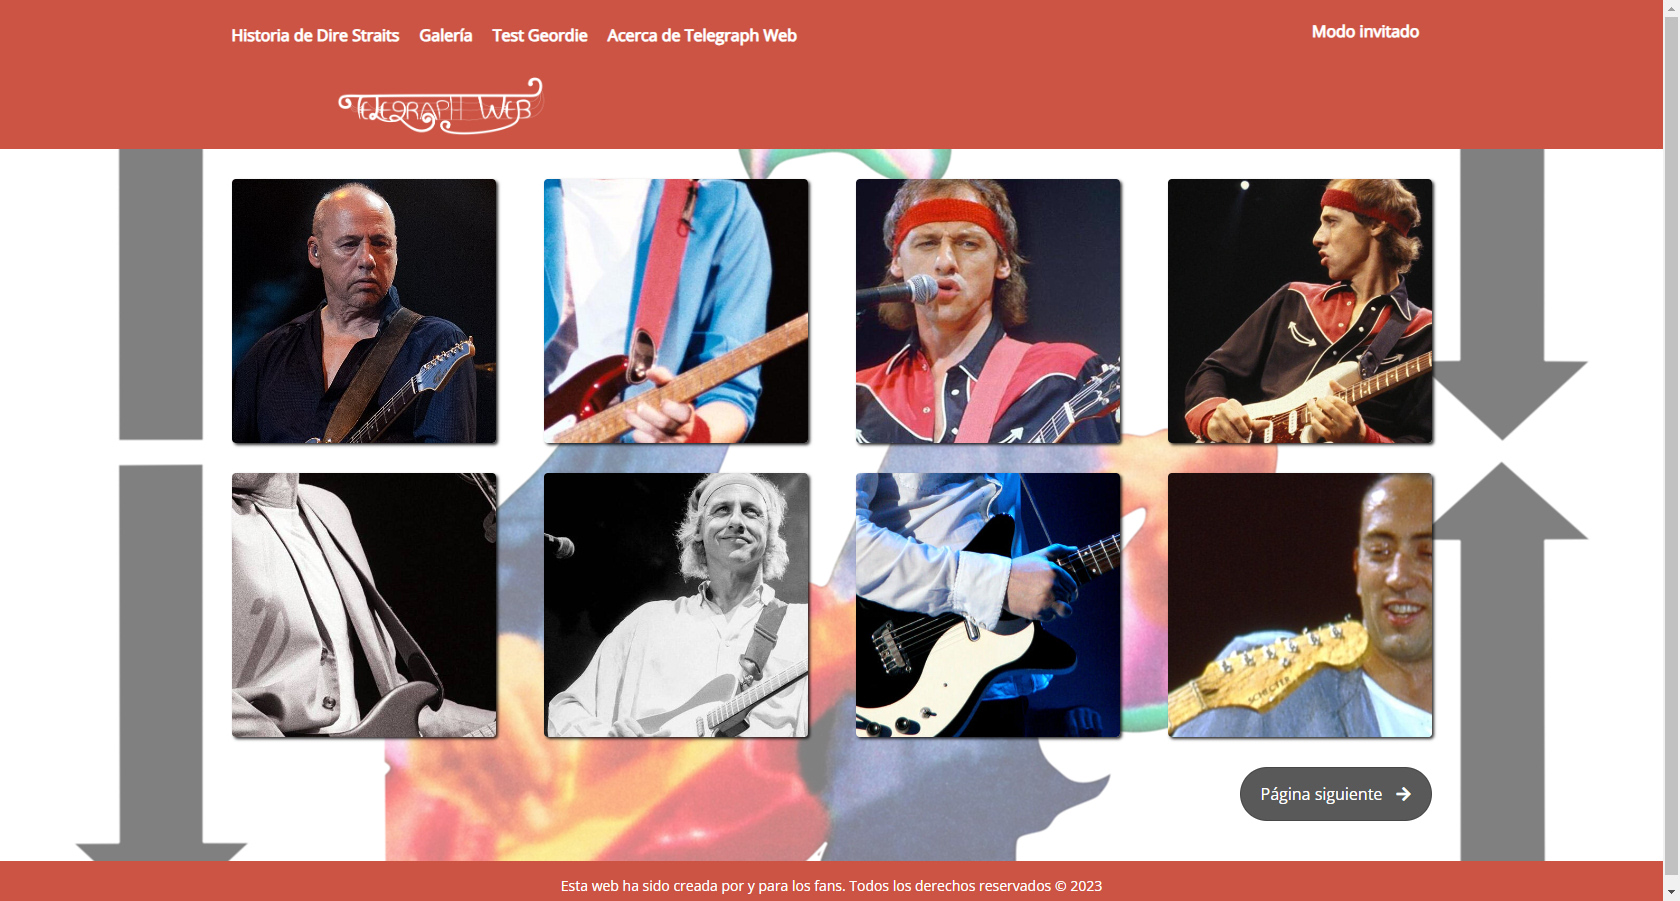 Historia de Dire Straits Galería Test Geordie Acerca de Telegraph Web
Modo invitado
TELEGRAPH WEB
SCHECTER
Página siguiente
Esta web ha sido creada por y para los fans. Todos los derechos reservados © 2023